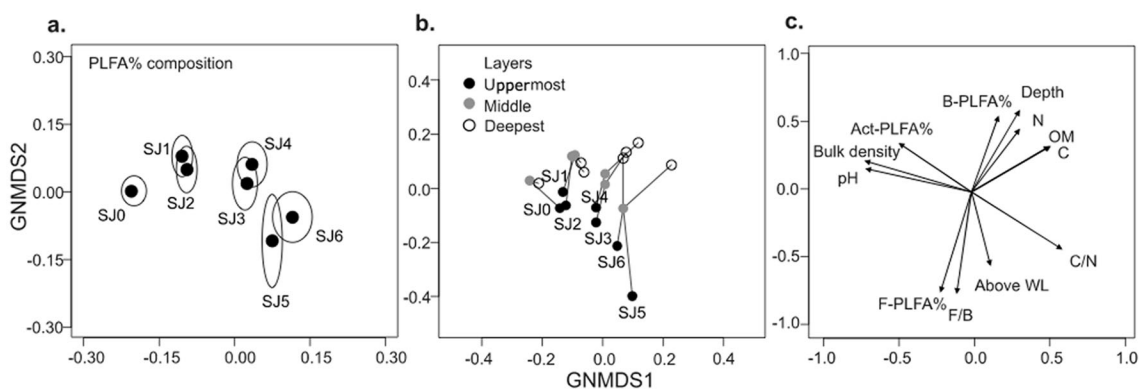 a.
PLFA% composition
GNMDS2
0.30
0.15
0.00
-0.15
-0.30
-0.30
-0.15
0.00
0.15
0.30
SJ0
SJ1
SJ2
SJ3
SJ4
SJ5
SJ6
b.
Layers
Uppermost
Middle
Deepest
0.4
0.2
0.0
-0.2
-0.4
-0.4
-0.2
0.0
0.2
0.4
SJ1
SJ0
SJ2
SJ4
SJ3
SJ6
SJ5
GNMDS1
c.
1.0
0.5
0.0
-0.5
-1.0
-1.0
-0.5
0.0
0.5
1.0
B-PLFA%
Depth
N
Act-PLFA%
OM
C
Bulk density
pH
C/N
Above WL
F-PLFA%
F/B